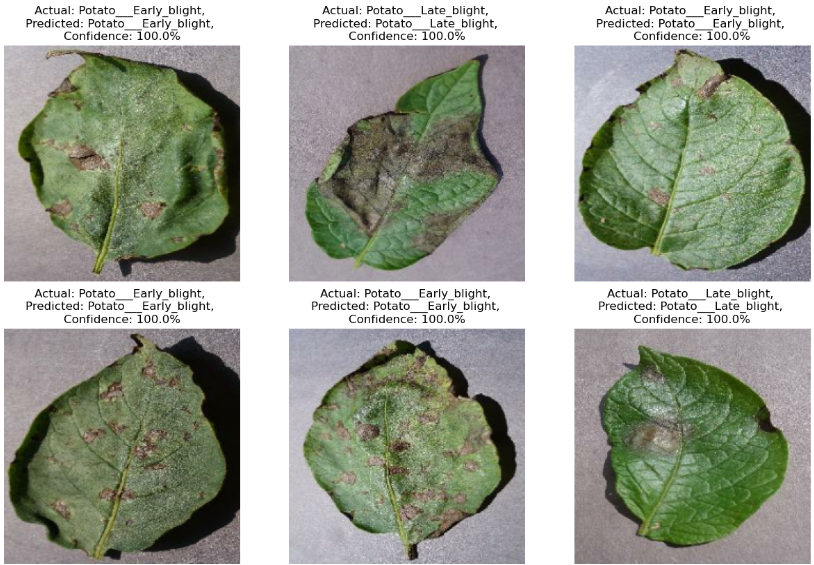 Actual: Potato___Early_blight,
Predicted: Potato___Early_blight,
Confidence: 100.0%
Actual: Potato___Late_blight,
Predicted: Potato___Late_blight,
Confidence: 100.0%
Actual: Potato___Early_blight,
Predicted: Potato___Early_blight,
Confidence: 100.0%
Actual: Potato___Early_blight,
Predicted: Potato___Early_blight,
Confidence: 100.0%
Actual: Potato___Early_blight,
Predicted: Potato___Early_blight,
Confidence: 100.0%
Actual: Potato___Late_blight,
Predicted: Potato___Late_blight,
Confidence: 100.0%